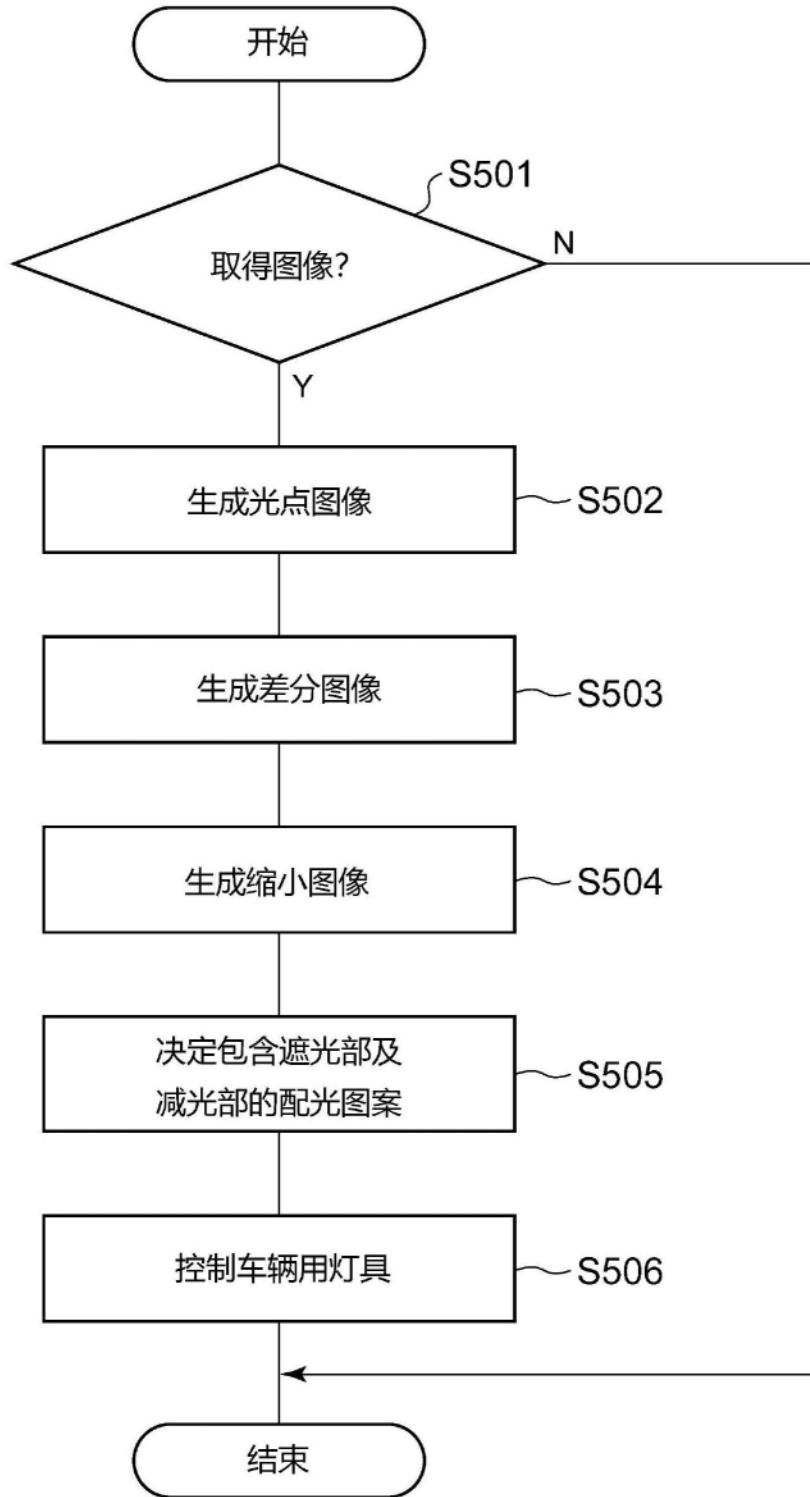 开始
S501
取得图像?
N
Y
生成光点图像
S502
生成差分图像
S503
生成缩小图像
S504
决定包含遮光部及
减光部的配光图案
S505
控制车辆用灯具
S506
结束